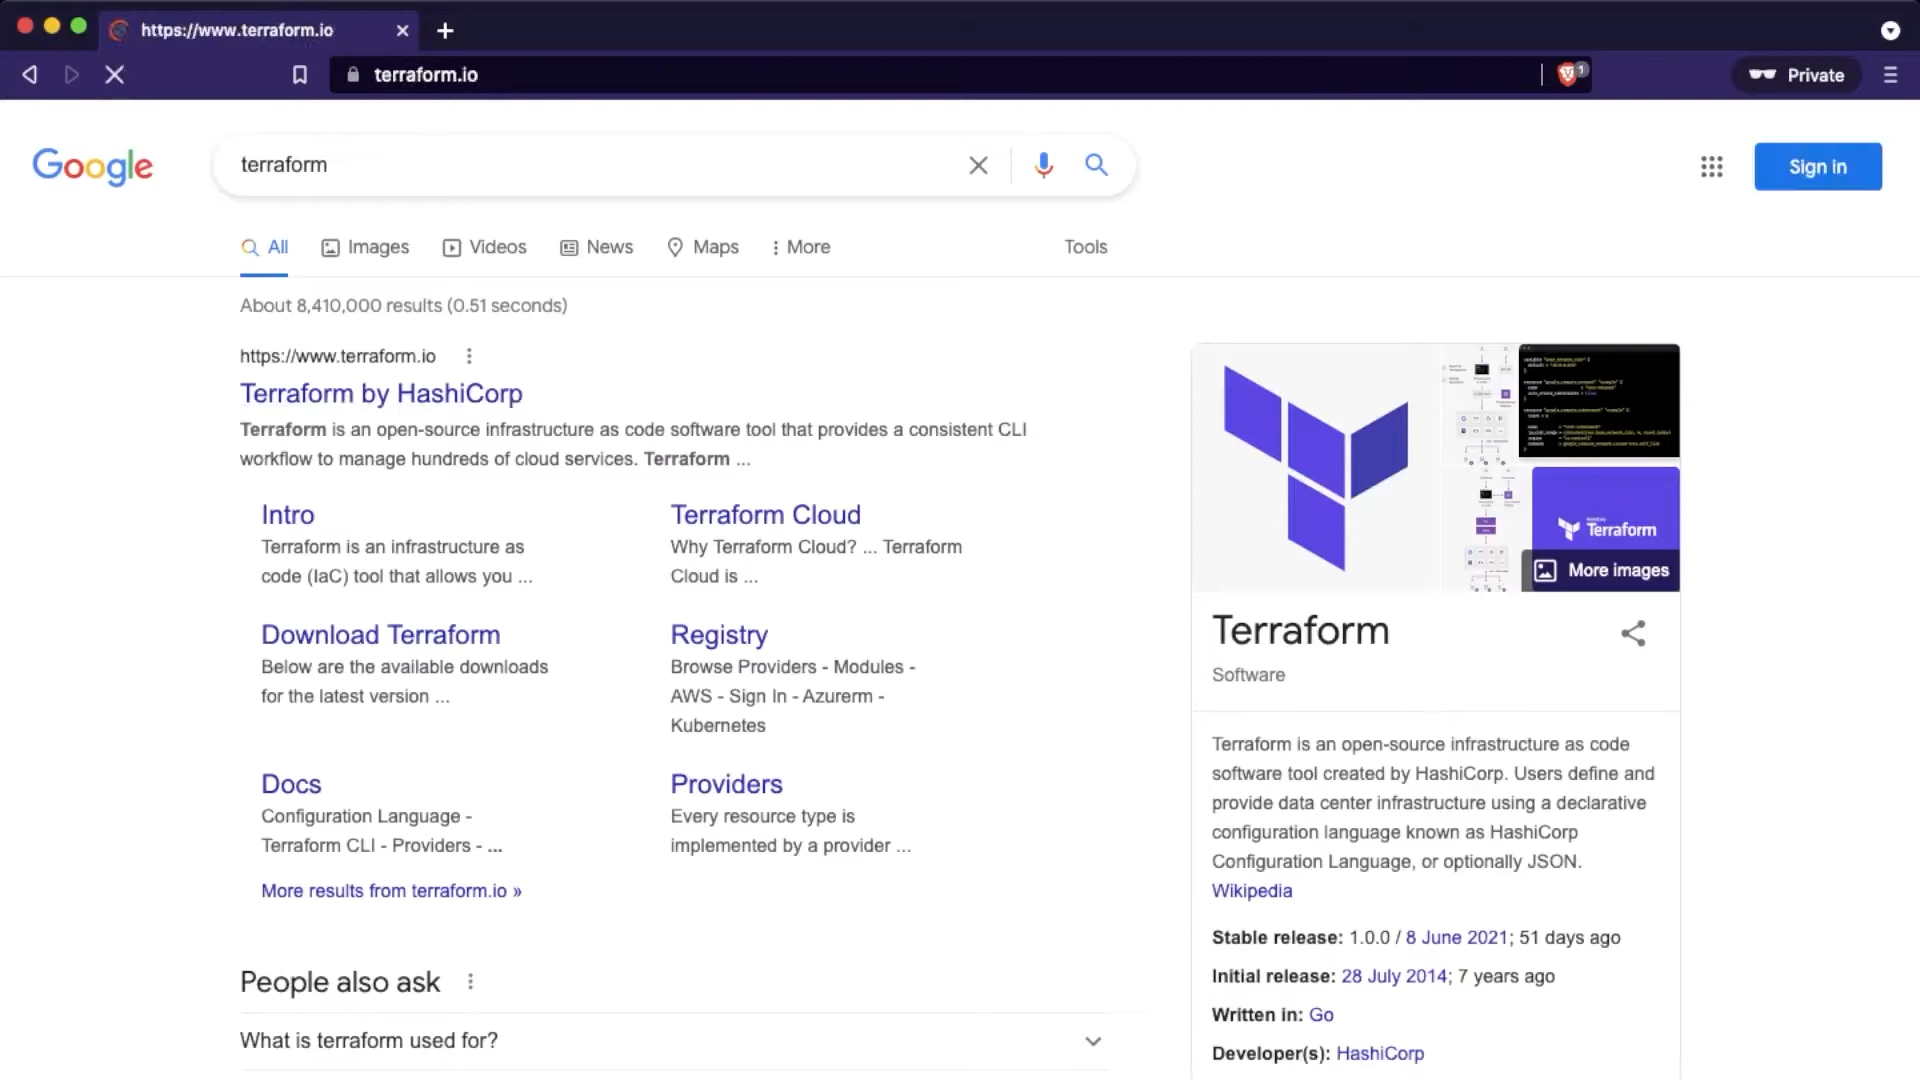 https://www.terraform.io
terraform.io
1
Private
Google
terraform
Sign in
All
Images
Videos
News
Maps
More
Tools
About 8,410,000 results (0.51 seconds)
https://www.terraform.io
Terraform by HashiCorp
Terraform is an open-source infrastructure as code software tool that provides a consistent CLI
workflow to manage hundreds of cloud services. Terraform ...
Intro
Terraform is an infrastructure as
code (IaC) tool that allows you ...
Terraform Cloud
Why Terraform Cloud? ... Terraform
Cloud is ...
Download Terraform
Below are the available downloads
for the latest version ...
Registry
Browse Providers - Modules -
AWS - Sign In - Azurerm -
Kubernetes
Docs
Configuration Language -
Terraform CLI - Providers - ...
Providers
Every resource type is
implemented by a provider ...
More results from terraform.io »
People also ask
What is terraform used for?
Terraform
More images
Terraform
Software
Terraform is an open-source infrastructure as code
software tool created by HashiCorp. Users define and
provide data center infrastructure using a declarative
configuration language known as HashiCorp
Configuration Language, or optionally JSON.
Wikipedia
Stable release: 1.0.0 / 8 June 2021; 51 days ago
Initial release: 28 July 2014; 7 years ago
Written in: Go
Developer(s): HashiCorp